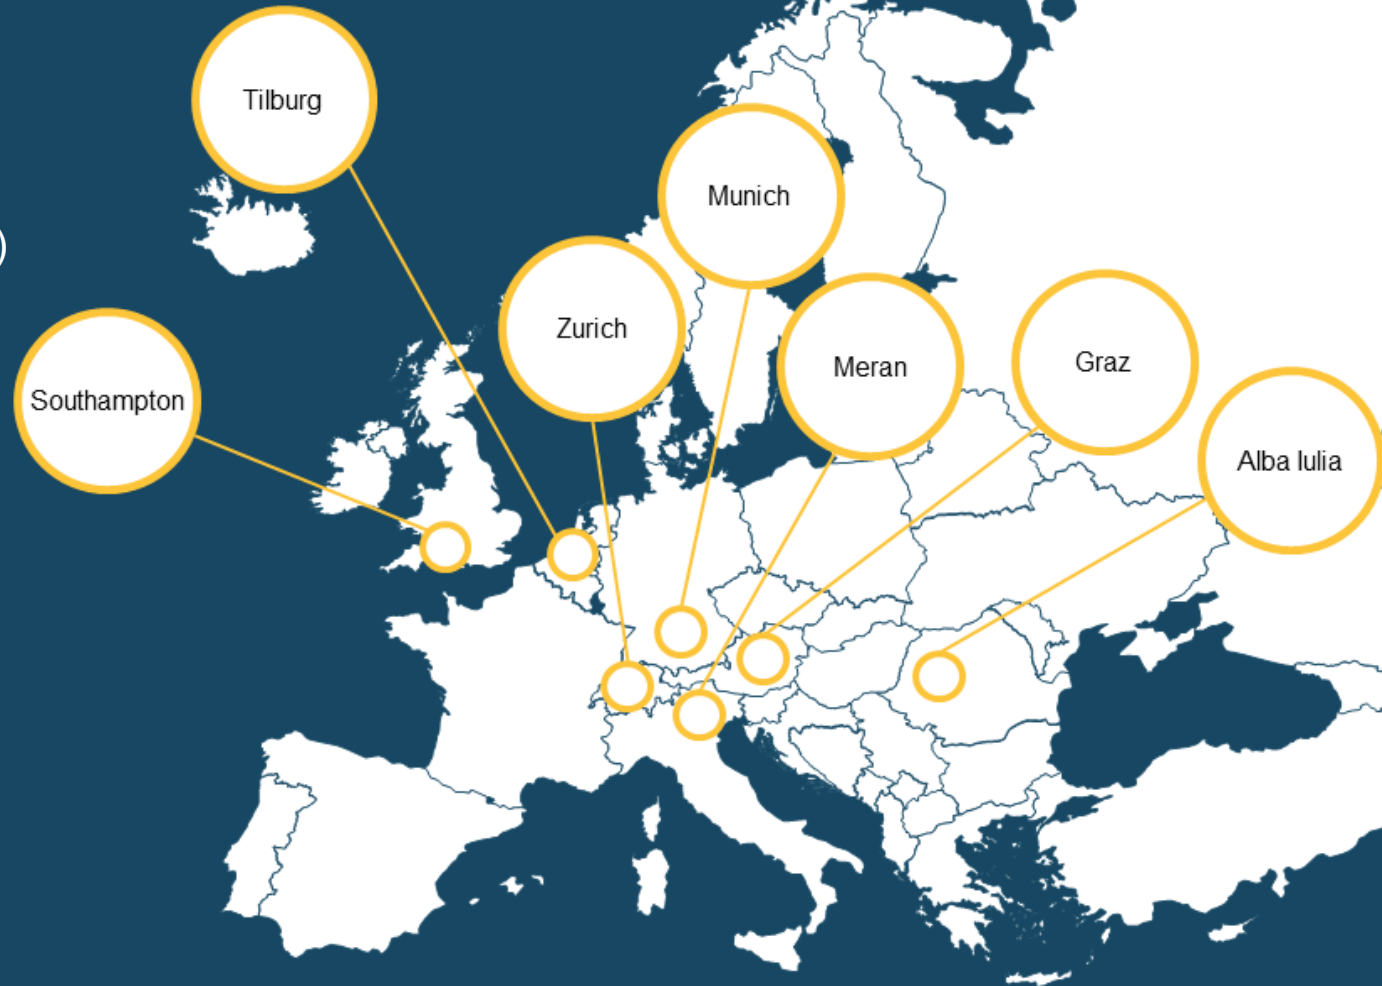 Tilburg
Munich
)
Zurich
Meran
Graz
Southampton
Alba Iulia